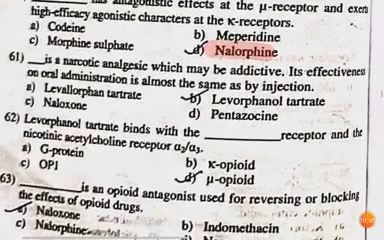 has antagonistic effects at the μ-receptor and exerts
high-efficacy agonistic characters at the κ-receptors.
a) Codeine b) Meperidine
c) Morphine sulphate d) Nalorphine
61) ___is a narcotic analgesic which may be addictive. Its effectiveness
on oral administration is almost the same as by injection.
a) Levallorphan tartrate b) Levorphanol tartrate
c) Naloxone d) Pentazocine
62) Levorphanol tartrate binds with the ________receptor and the
nicotinic acetylcholine receptor α₂/α₃.
a) G-protein b) κ-opioid
c) OP1 d) μ-opioid
63) ________is an opioid antagonist used for reversing or blocking
the effects of opioid drugs.
a) Naloxone b) Indomethacin
c) Nalorphine